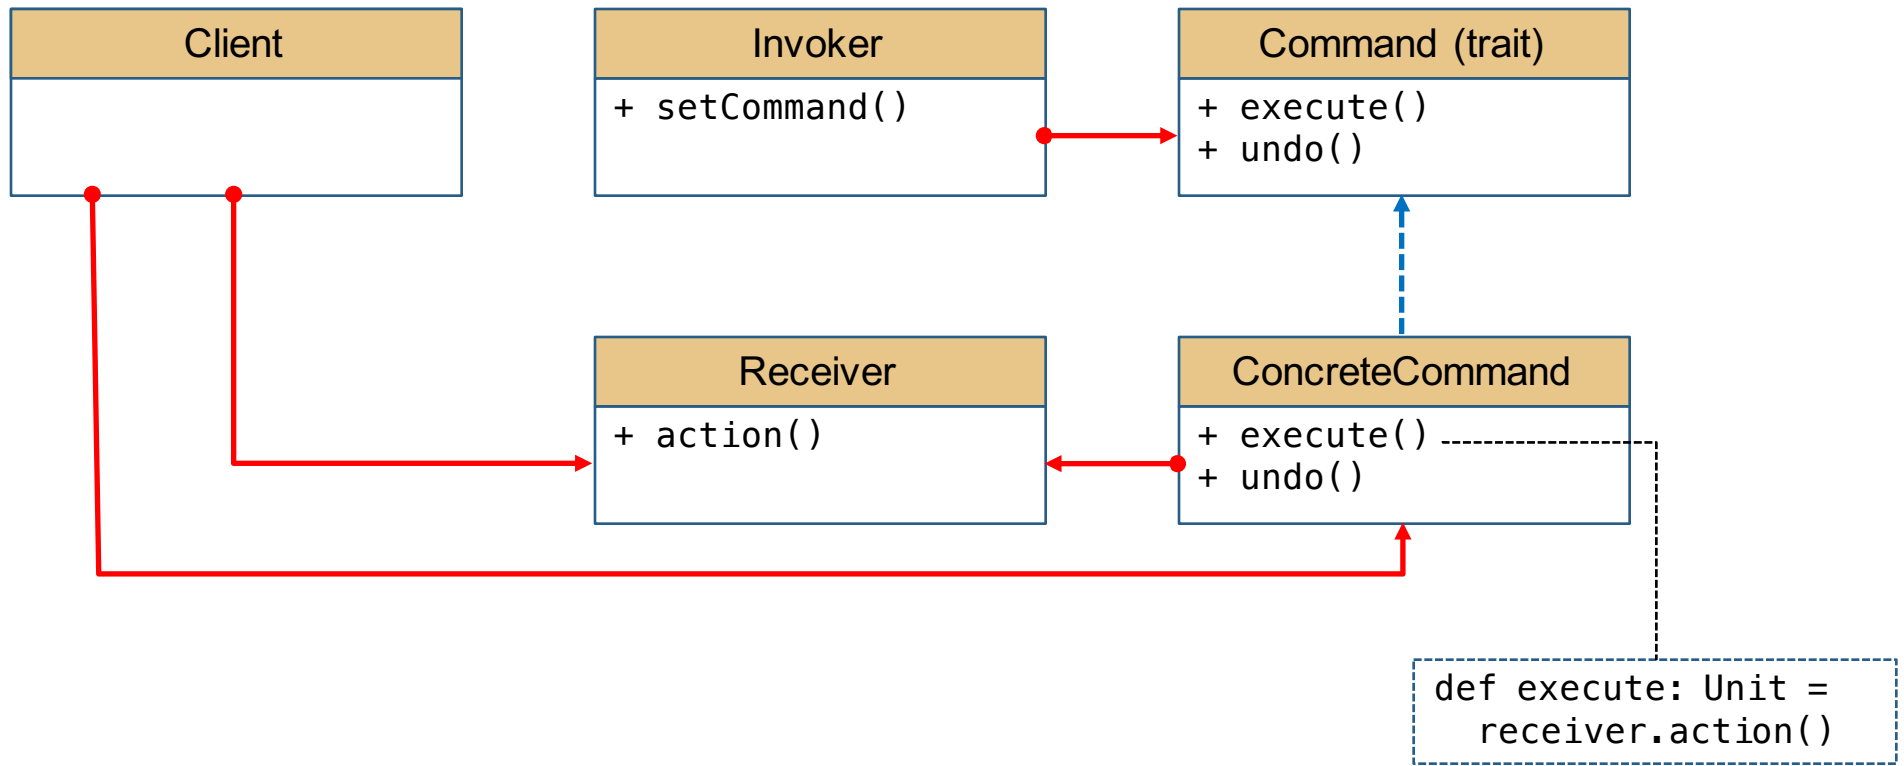 Client
Invoker
+ setCommand()
Command (trait)
+ execute()
+ undo()
Receiver
+ action()
ConcreteCommand
+ execute()
+ undo()
def execute: Unit =
receiver.action()